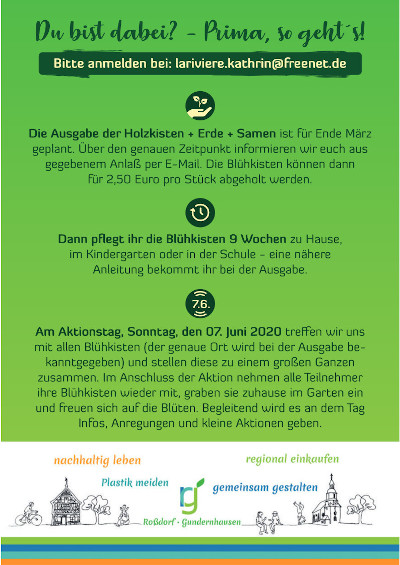 Du bist dabei? - Prima, so geht´s!
Bitte anmelden bei: lariviere.kathrin@freenet.de
Die Ausgabe der Holzkisten + Erde + Samen ist für Ende März
geplant. Über den genauen Zeitpunkt informieren wir euch aus
gegebenem Anlaß per E-Mail. Die Blühkisten können dann
für 2,50 Euro pro Stück abgeholt werden.
Dann pflegt ihr die Blühkisten 9 Wochen zu Hause,
im Kindergarten oder in der Schule - eine nähere
Anleitung bekommt ihr bei der Ausgabe.
7.6.
Am Aktionstag, Sonntag, den 07. Juni 2020 treffen wir uns
mit allen Blühkisten (der genaue Ort wird bei der Ausgabe be-
kanntgegeben) und stellen diese zu einem großen Ganzen
zusammen. Im Anschluss der Aktion nehmen alle Teilnehmer
ihre Blühkisten wieder mit, graben sie zuhause im Garten ein
und freuen sich auf die Blüten. Begleitend wird es an dem Tag
Infos, Anregungen und kleine Aktionen geben.
nachhaltig leben
regional einkaufen
Plastik meiden
gemeinsam gestalten
rg
Roßdorf · Gundernhausen